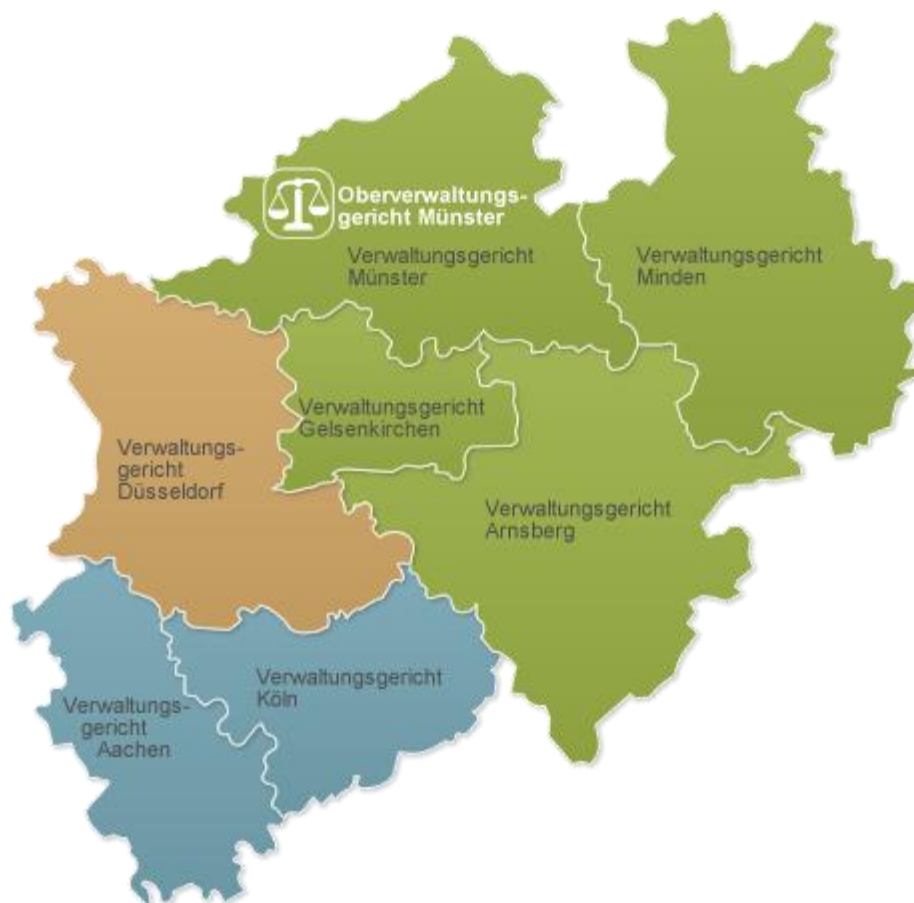 Oberverwaltungs-
gericht Münster
Verwaltungsgericht
Münster
Verwaltungsgericht
Minden
Verwaltungsgericht
Gelsenkirchen
Verwaltungs-
gericht
Düsseldorf
Verwaltungsgericht
Arnsberg
Verwaltungsgericht
Köln
Verwaltungs-
gericht
Aachen